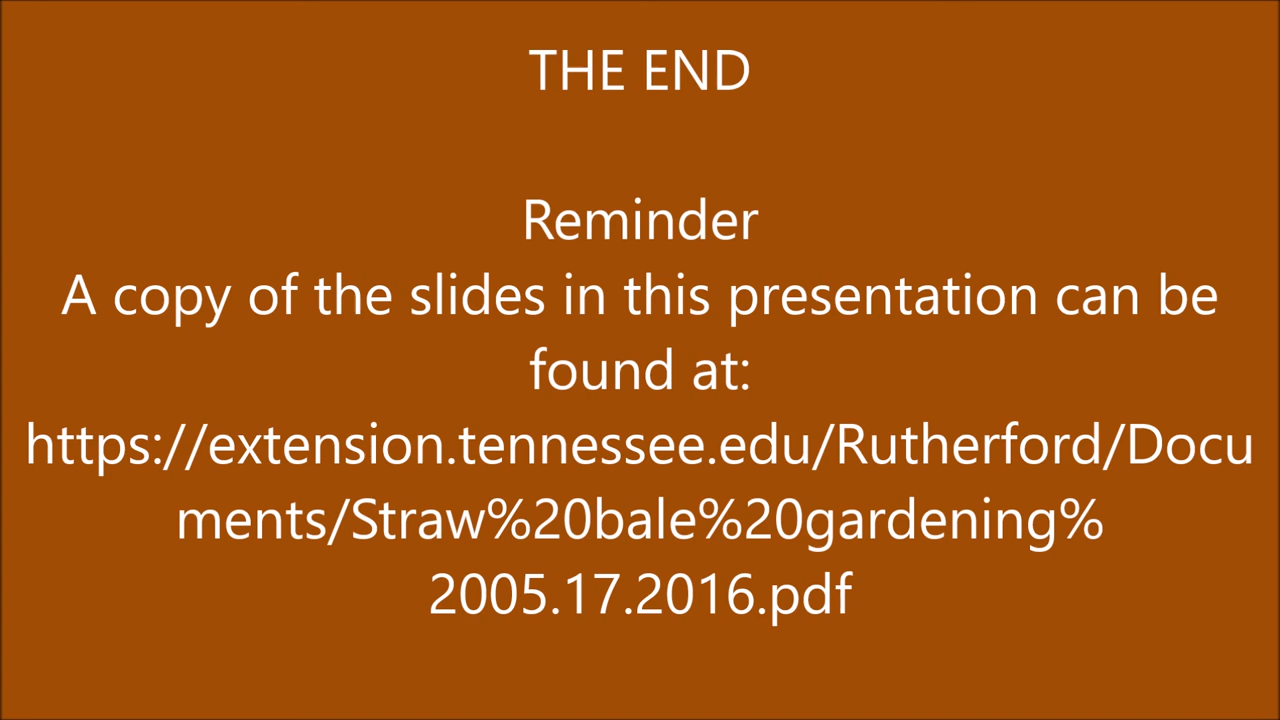 THE END
Reminder
A copy of the slides in this presentation can be
found at:
https://extension.tennessee.edu/Rutherford/Docu
ments/Straw%20bale%20gardening%
2005.17.2016.pdf